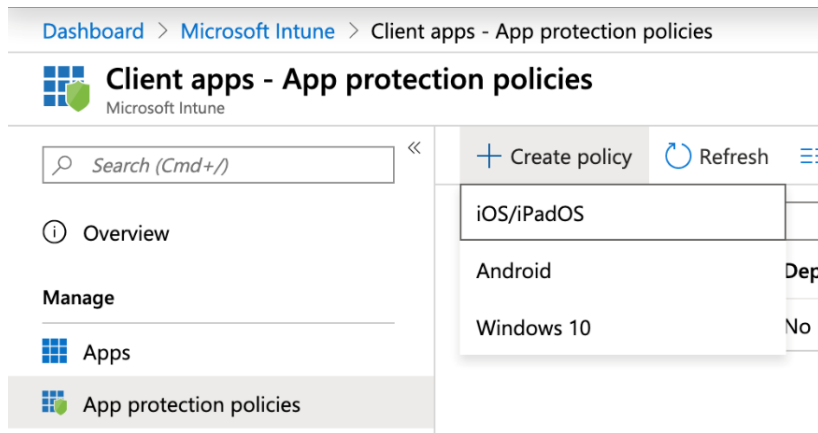 Dashboard > Microsoft Intune > Client apps - App protection policies
Client apps - App protection policies
Microsoft Intune
Search (Cmd+/)
Overview
Manage
Apps
App protection policies
Create policy
Refresh
iOS/iPadOS
Android
Windows 10
Dep
No